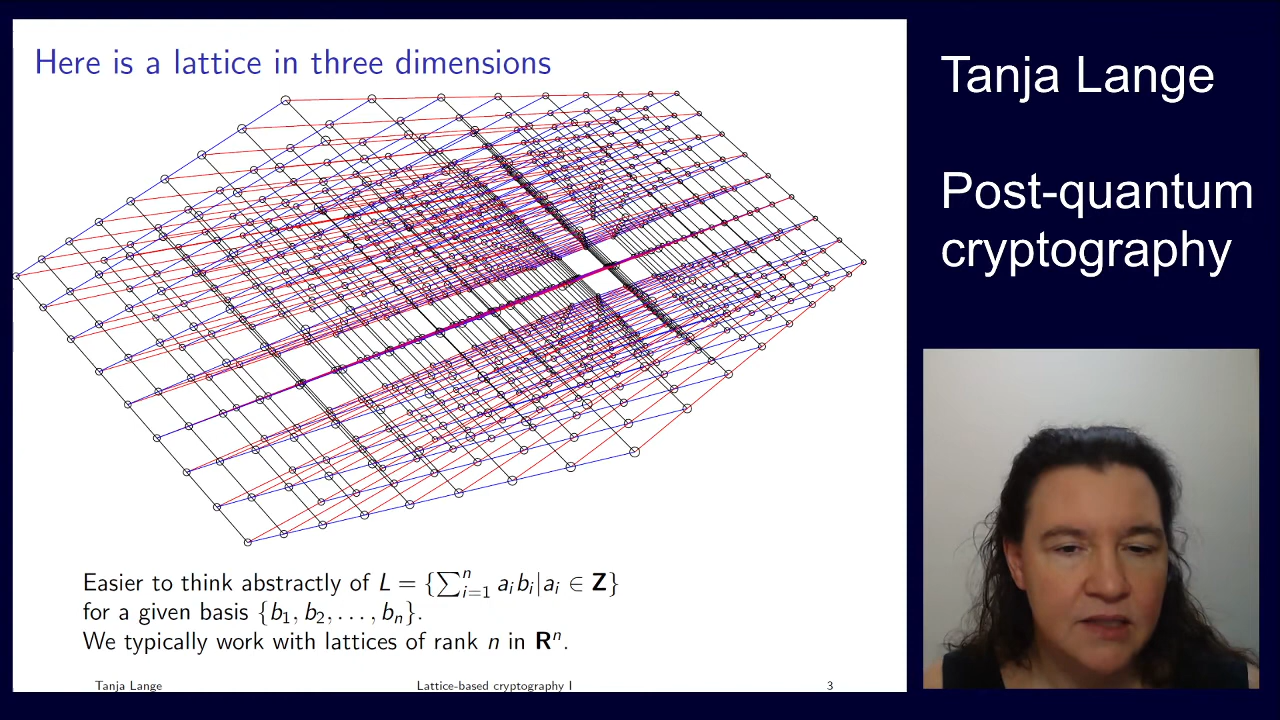 Here is a lattice in three dimensions
Easier to think abstractly of L = {∑ⁿᵢ₌₁ aᵢbᵢ|aᵢ ∈ Z}
for a given basis {b₁, b₂, . . . , bₙ}.
We typically work with lattices of rank n in Rⁿ.
Tanja Lange
Lattice-based cryptography I
3
Tanja Lange
Post-quantum
cryptography